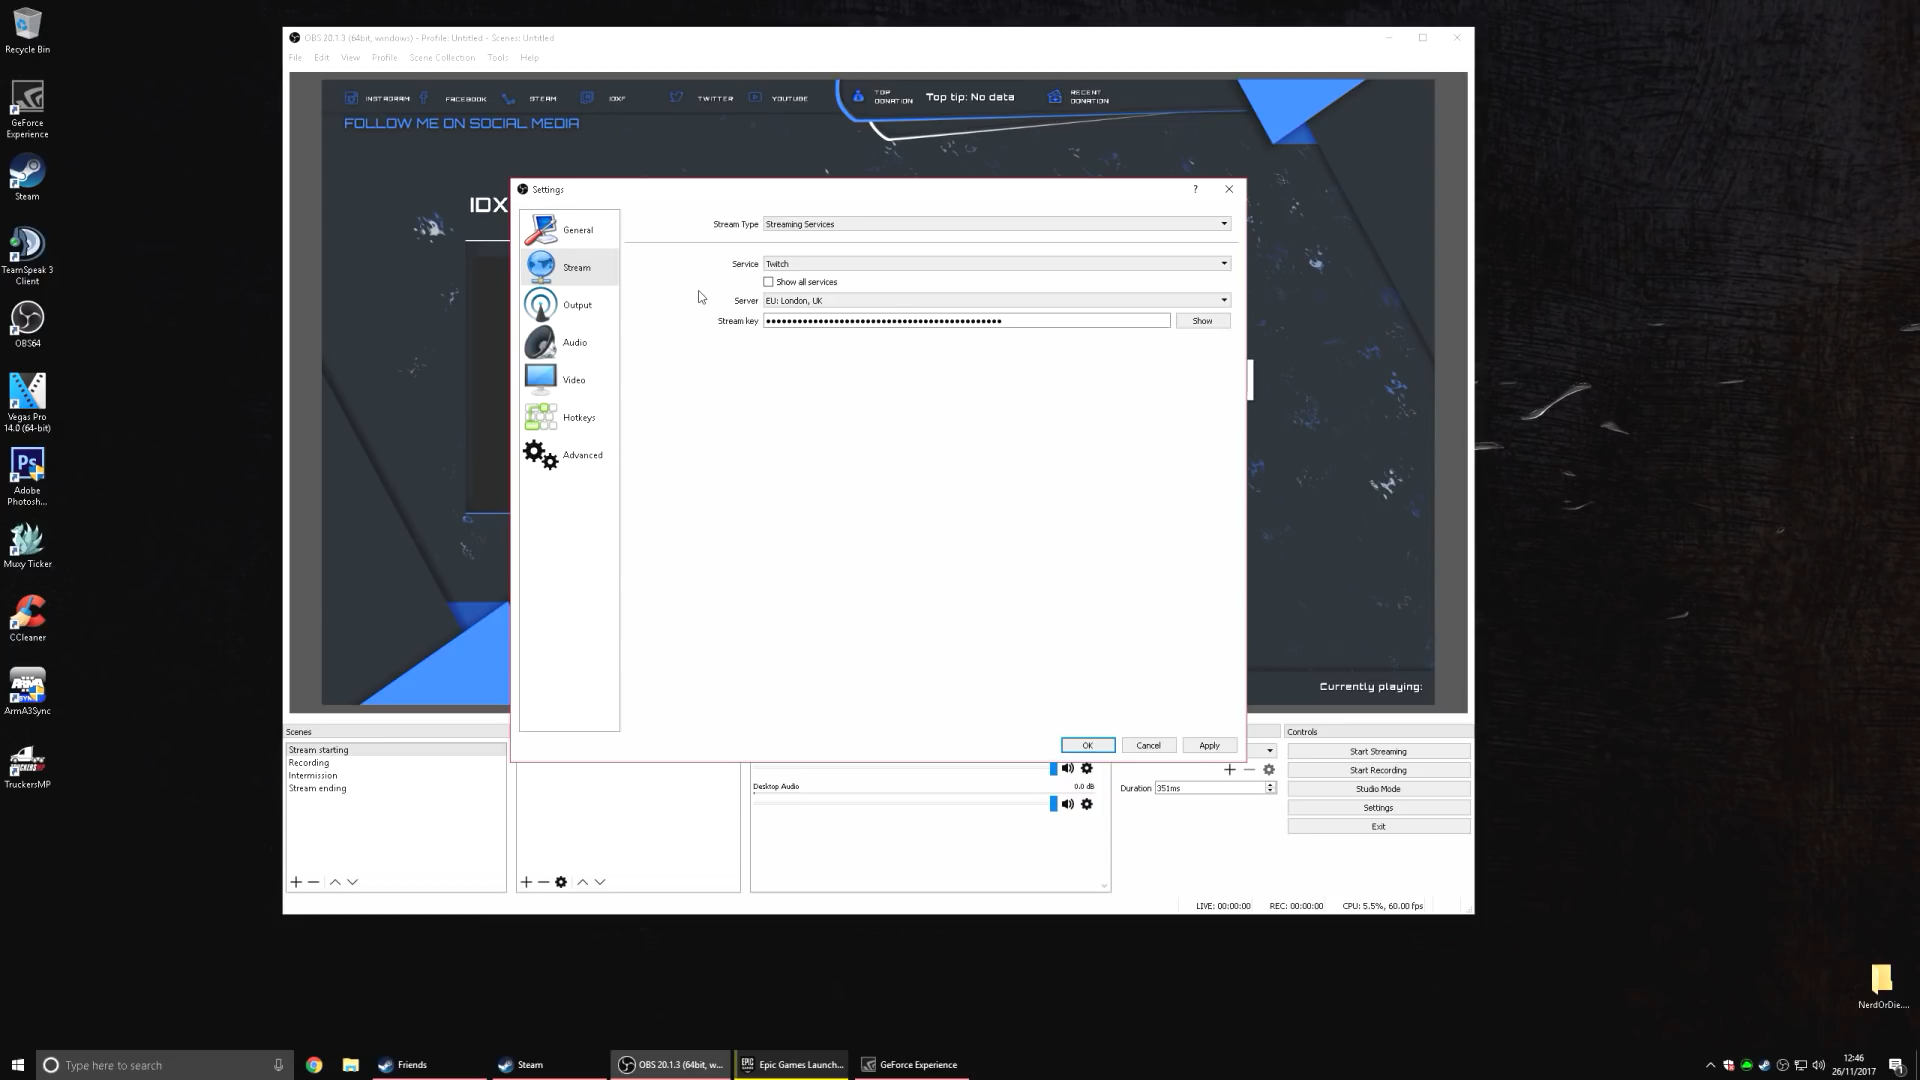 Recycle Bin
GeForce
Experience
Steam
TeamSpeak 3
Client
OBS64
Vegas Pro
14.0 (64-bit)
Adobe
Photosh...
Muxy Ticker
CCleaner
ArmA3Sync
TruckersMP
OBS 20.1.3 (64bit, windows) - Profile: Untitled - Scenes: Untitled
File Edit View Profile Scene Collection Tools Help
INSTAGRAM FACEBOOK STEAM IDXF TWITTER YOUTUBE
FOLLOW ME ON SOCIAL MEDIA
TOP
DONATION
Top tip: No data
RECENT
DONATION
IDX
Settings
?
General
Stream
Output
Audio
Video
Hotkeys
Advanced
Stream Type Streaming Services
Service Twitch
Show all services
Server EU: London, UK
Stream key ●●●●●●●●●●●●●●●●●●●●●●●●●●●●●●●●●●●●●●●●●●●● Show
OK Cancel Apply
Currently playing:
Scenes
Stream starting
Recording
Intermission
Stream ending
Desktop Audio 0.0 dB
Duration 351ms
Controls
Start Streaming
Start Recording
Studio Mode
Settings
Exit
LIVE: 00:00:00 REC: 00:00:00 CPU: 5.5%, 60.00 fps
NerdOrDie....
Type here to search
Friends
Steam
OBS 20.1.3 (64bit, w...
EPIC
GAMES
Epic Games Launch...
GeForce Experience
12:46
26/11/2017